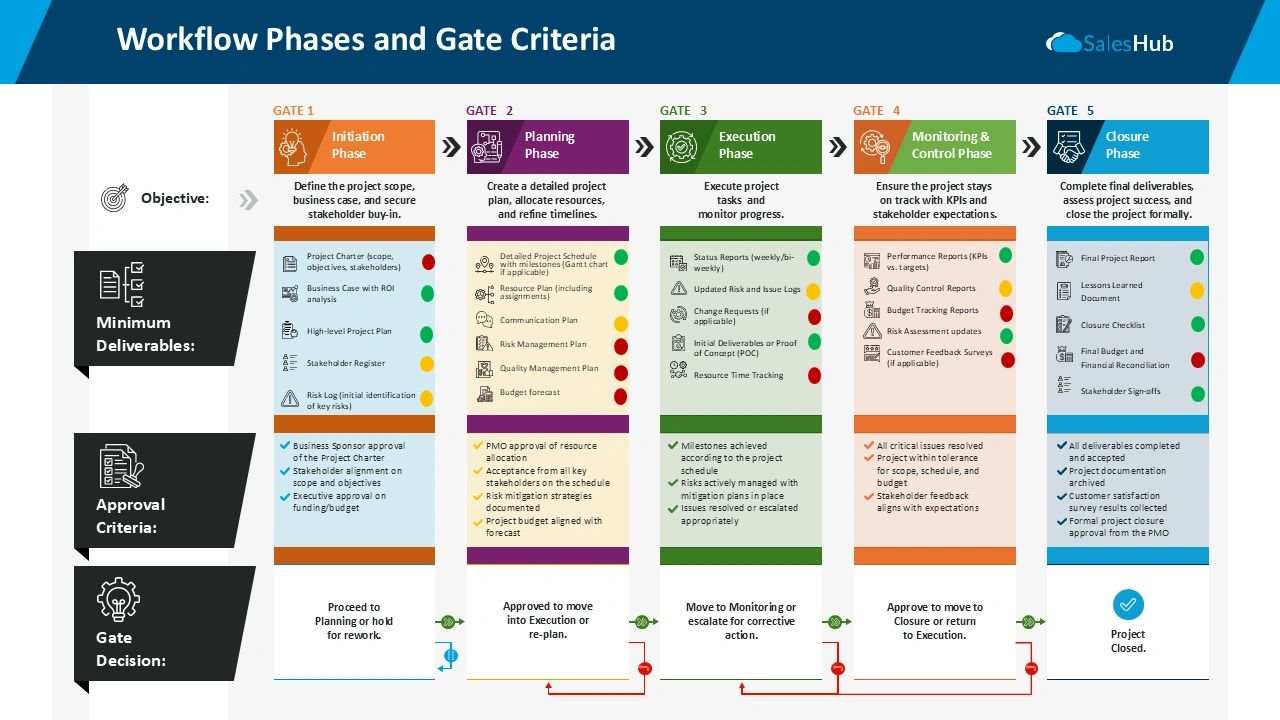 Workflow Phases and Gate Criteria
SalesHub
GATE 1
Initiation
Phase
GATE 2
Planning
Phase
GATE 3
Execution
Phase
GATE 4
Monitoring &
Control Phase
GATE 5
Closure
Phase
Objective:
Define the project scope,
business case, and secure
stakeholder buy-in.
Create a detailed project
plan, allocate resources,
and refine timelines.
Execute project
tasks and
monitor progress.
Ensure the project stays
on track with KPIs and
stakeholder expectations.
Complete final deliverables,
assess project success, and
close the project formally.
Minimum
Deliverables:
Project Charter (scope,
objectives, stakeholders)
Business Case with ROI
analysis
High-level Project Plan
Stakeholder Register
Risk Log (initial identification
of key risks)
Detailed Project Schedule
with milestones (Gantt chart
if applicable)
Resource Plan (including
assignments)
Communication Plan
Risk Management Plan
Quality Management Plan
Budget forecast
Status Reports (weekly/bi-
weekly)
Updated Risk and Issue Logs
Change Requests (if
applicable)
Initial Deliverables or Proof
of Concept (POC)
Resource Time Tracking
Performance Reports (KPIs
vs. targets)
Quality Control Reports
Budget Tracking Reports
Risk Assessment updates
Customer Feedback Surveys
(if applicable)
Final Project Report
Lessons Learned
Document
Closure Checklist
Final Budget and
Financial Reconciliation
Stakeholder Sign-offs
Approval
Criteria:
Business Sponsor approval
of the Project Charter
Stakeholder alignment on
scope and objectives
Executive approval on
funding/budget
PMO approval of resource
allocation
Acceptance from all key
stakeholders on the schedule
Risk mitigation strategies
documented
Project budget aligned with
forecast
Milestones achieved
according to the project
schedule
Risks actively managed with
mitigation plans in place
Issues resolved or escalated
appropriately
All critical issues resolved
Project within tolerance
for scope, schedule, and
budget
Stakeholder feedback
aligns with expectations
All deliverables completed
and accepted
Project documentation
archived
Customer satisfaction
survey results collected
Formal project closure
approval from the PMO
Gate
Decision:
Proceed to
Planning or hold
for rework.
Approved to move
into Execution or
re-plan.
Move to Monitoring or
escalate for corrective
action.
Approve to move to
Closure or return
to Execution.
Project
Closed.